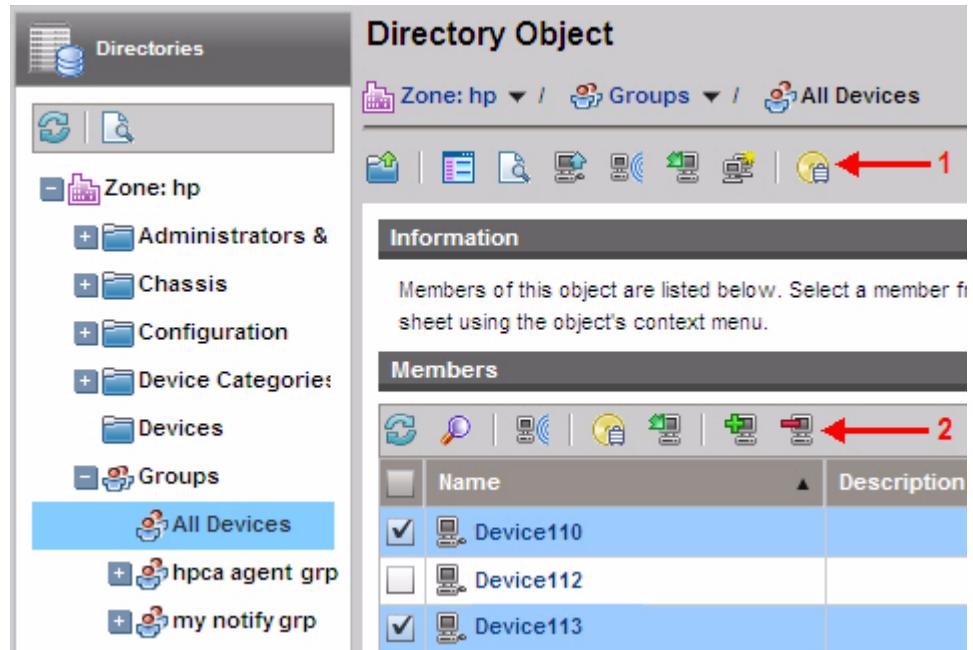 Directories
Zone: hp
Administrators &
Chassis
Configuration
Device Categories
Devices
Groups
All Devices
hpca agent grp
my notify grp
Directory Object
Zone: hp / Groups / All Devices
1
Information
Members of this object are listed below. Select a member fr
sheet using the object's context menu.
Members
2
Name Description
Device110
Device112
Device113